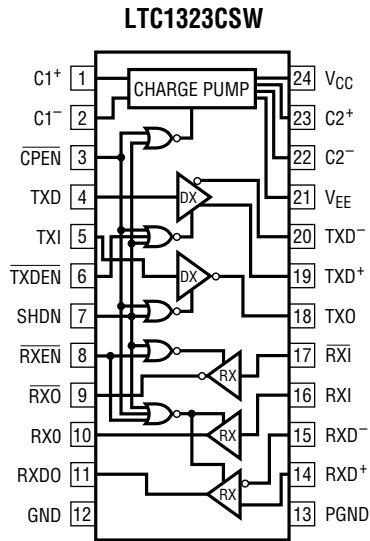 LTC1323CSW
C1+ 1
C1− 2
CPEN 3
TXD 4
TXI 5
TXDEN 6
SHDN 7
RXEN 8
RXO 9
RX0 10
RXDO 11
GND 12
CHARGE PUMP
DX
DX
RX
RX
RX
24 VCC
23 C2+
22 C2−
21 VEE
20 TXD−
19 TXD+
18 TXO
17 RXI
16 RXI
15 RXD−
14 RXD+
13 PGND